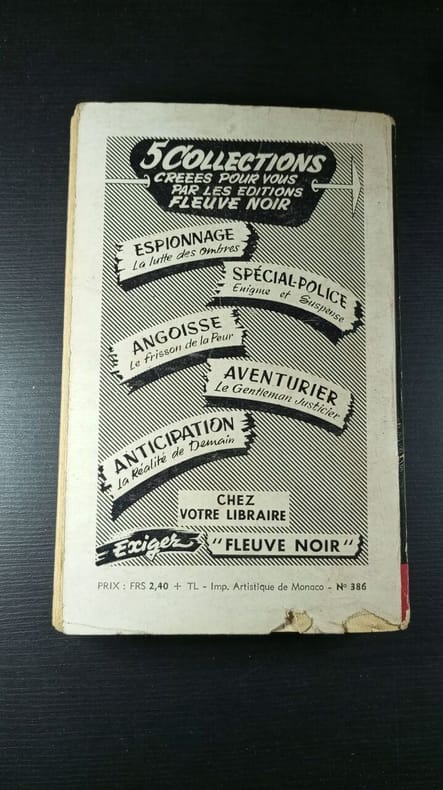 5 COLLECTIONS
CREEES POUR VOUS
PAR LES EDITIONS
FLEUVE NOIR
ESPIONNAGE
La lutte des Ombres
SPÉCIAL-POLICE
Enigme et Suspense
ANGOISSE
Le frisson de la Peur
AVENTURIER
Le Gentleman Justicier
ANTICIPATION
La Réalité de Demain
CHEZ
VOTRE LIBRAIRE
Exigez "FLEUVE NOIR"
PRIX : FRS 2,40 + TL - Imp. Artistique de Monaco - Nº 386